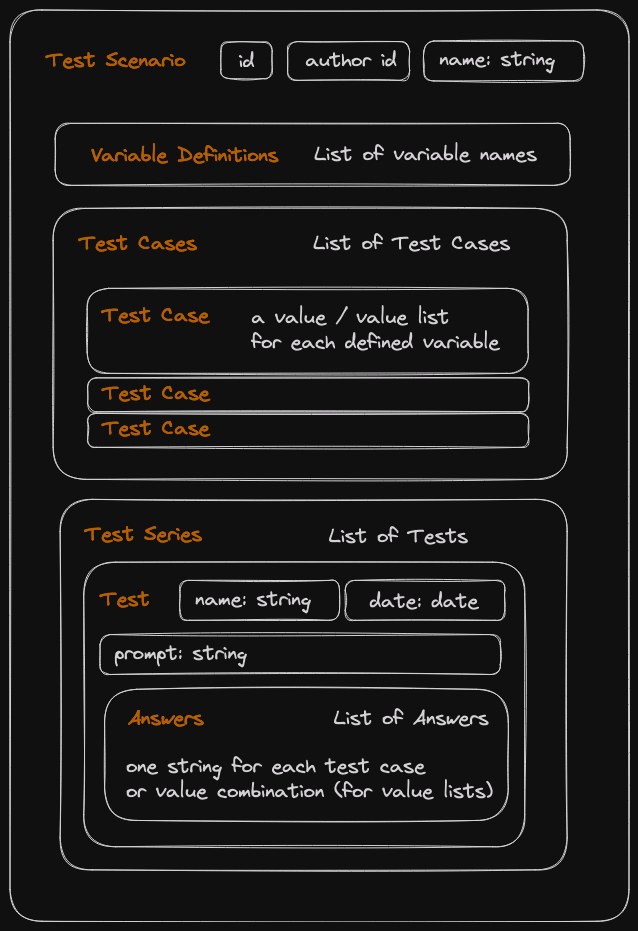 Test Scenario id author id name: string
Variable Definitions List of variable names
Test Cases List of Test Cases
Test Case a value / value list
for each defined variable
Test Case
Test Case
Test Series List of Tests
Test name: string date: date
prompt: string
Answers List of Answers
one string for each test case
or value combination (for value lists)